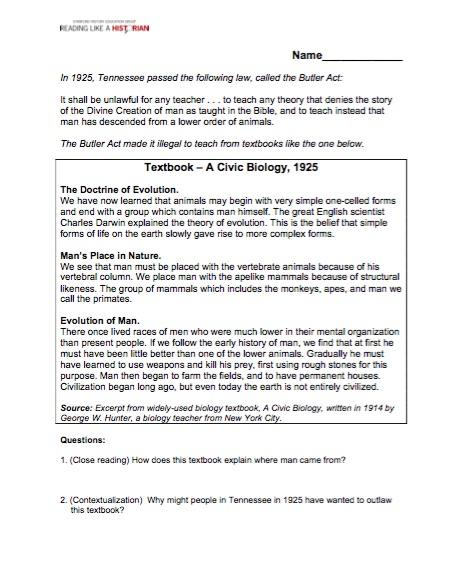 STANFORD HISTORY EDUCATION GROUP
READING LIKE A HISTORIAN
Name______________
In 1925, Tennessee passed the following law, called the Butler Act:
It shall be unlawful for any teacher . . . to teach any theory that denies the story
of the Divine Creation of man as taught in the Bible, and to teach instead that
man has descended from a lower order of animals.
The Butler Act made it illegal to teach from textbooks like the one below.
Textbook – A Civic Biology, 1925
The Doctrine of Evolution.
We have now learned that animals may begin with very simple one-celled forms
and end with a group which contains man himself. The great English scientist
Charles Darwin explained the theory of evolution. This is the belief that simple
forms of life on the earth slowly gave rise to more complex forms.
Man's Place in Nature.
We see that man must be placed with the vertebrate animals because of his
vertebral column. We place man with the apelike mammals because of structural
likeness. The group of mammals which includes the monkeys, apes, and man we
call the primates.
Evolution of Man.
There once lived races of men who were much lower in their mental organization
than present people. If we follow the early history of man, we find that at first he
must have been little better than one of the lower animals. Gradually he must
have learned to use weapons and kill his prey, first using rough stones for this
purpose. Man then began to farm the fields, and to have permanent houses.
Civilization began long ago, but even today the earth is not entirely civilized.
Source: Excerpt from widely-used biology textbook, A Civic Biology, written in 1914 by
George W. Hunter, a biology teacher from New York City.
Questions:
1. (Close reading) How does this textbook explain where man came from?
2. (Contextualization) Why might people in Tennessee in 1925 have wanted to outlaw
this textbook?